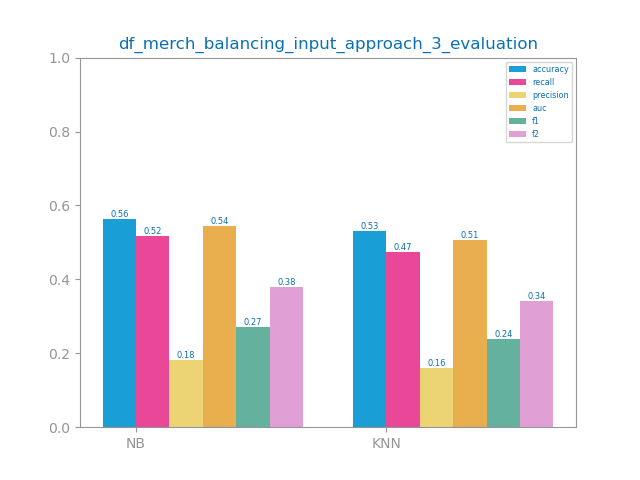 df_merch_balancing_input_approach_3_evaluation
1.0
0.8
0.6
0.4
0.2
0.0
accuracy
recall
precision
auc
f1
f2
0.56
0.52
0.18
0.54
0.27
0.38
0.53
0.47
0.16
0.51
0.24
0.34
NB
KNN